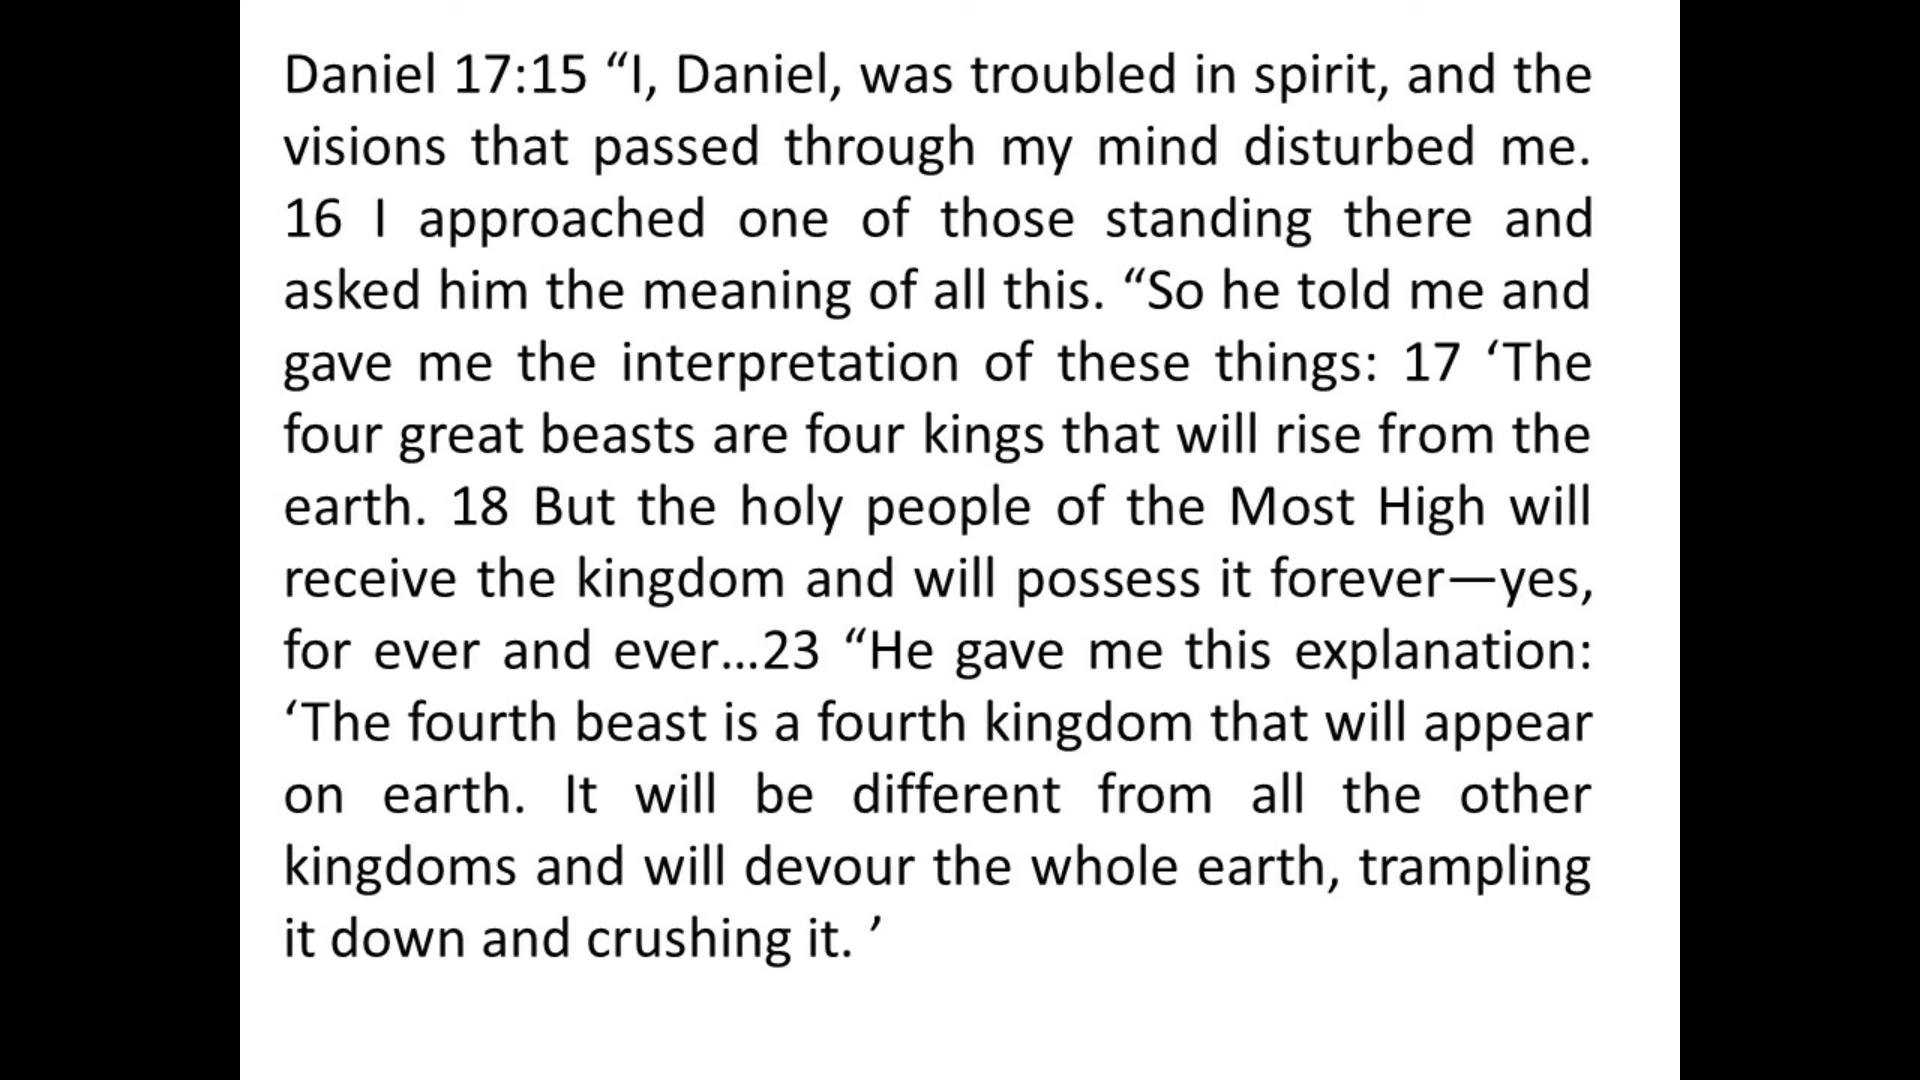 Daniel 17:15 “I, Daniel, was troubled in spirit, and the
visions that passed through my mind disturbed me.
16 I approached one of those standing there and
asked him the meaning of all this. “So he told me and
gave me the interpretation of these things: 17 ‘The
four great beasts are four kings that will rise from the
earth. 18 But the holy people of the Most High will
receive the kingdom and will possess it forever—yes,
for ever and ever...23 “He gave me this explanation:
‘The fourth beast is a fourth kingdom that will appear
on earth. It will be different from all the other
kingdoms and will devour the whole earth, trampling
it down and crushing it. ’